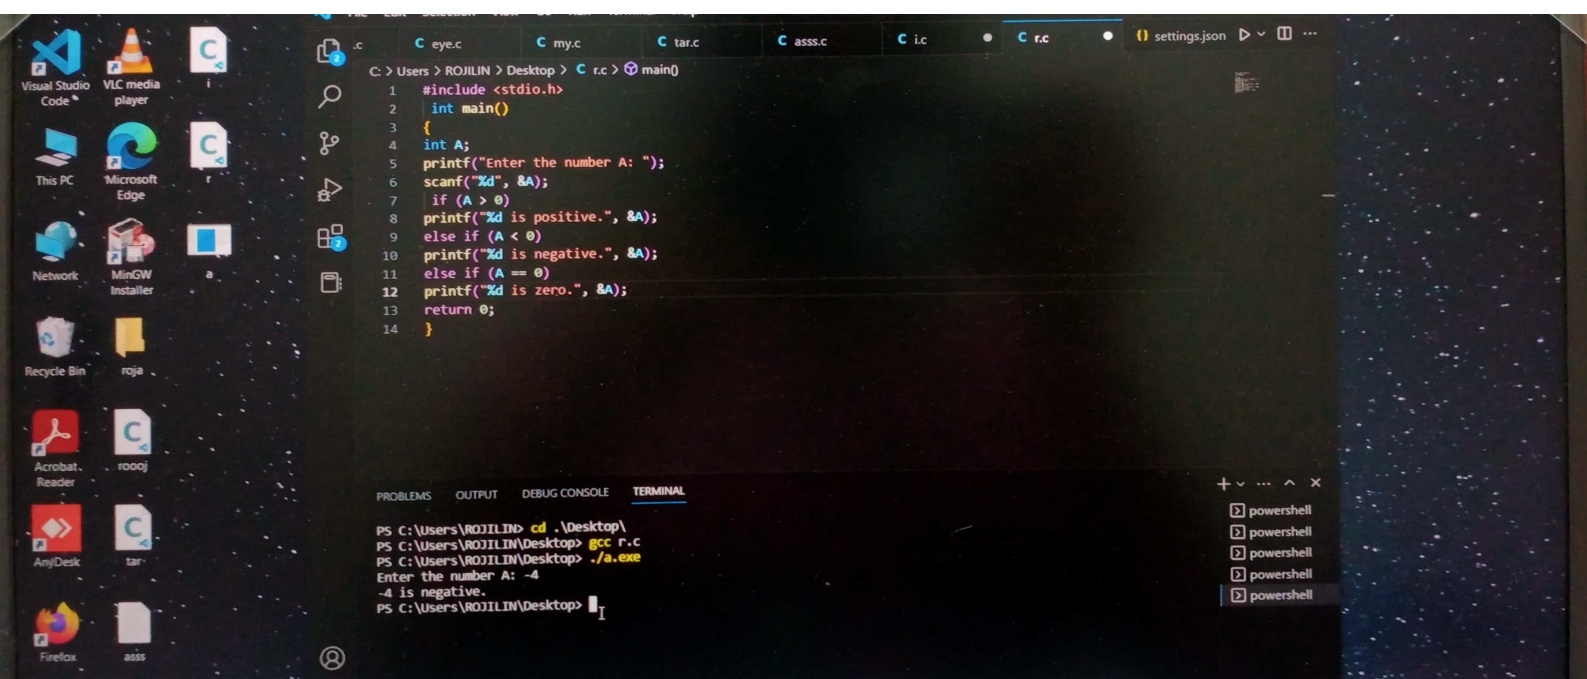 Visual Studio
Code
VLC media
player
i
This PC
Microsoft
Edge
r
Network
MinGW
Installer
a
Recycle Bin
roja
Acrobat
Reader
roooj
AnyDesk
tar
Firefox
asss
.c
C eye.c
C my.c
C tar.c
C asss.c
C i.c
C r.c
{} settings.json
C: > Users > ROJILIN > Desktop > C r.c > main()
1 #include <stdio.h>
2 int main()
3 {
4 int A;
5 printf("Enter the number A: ");
6 scanf("%d", &A);
7 if (A > 0)
8 printf("%d is positive.", &A);
9 else if (A < 0)
10 printf("%d is negative.", &A);
11 else if (A == 0)
12 printf("%d is zero.", &A);
13 return 0;
14 }
PROBLEMS OUTPUT DEBUG CONSOLE TERMINAL
PS C:\Users\ROJILIN> cd .\Desktop\
PS C:\Users\ROJILIN\Desktop> gcc r.c
PS C:\Users\ROJILIN\Desktop> ./a.exe
Enter the number A: -4
-4 is negative.
PS C:\Users\ROJILIN\Desktop>
powershell
powershell
powershell
powershell
powershell